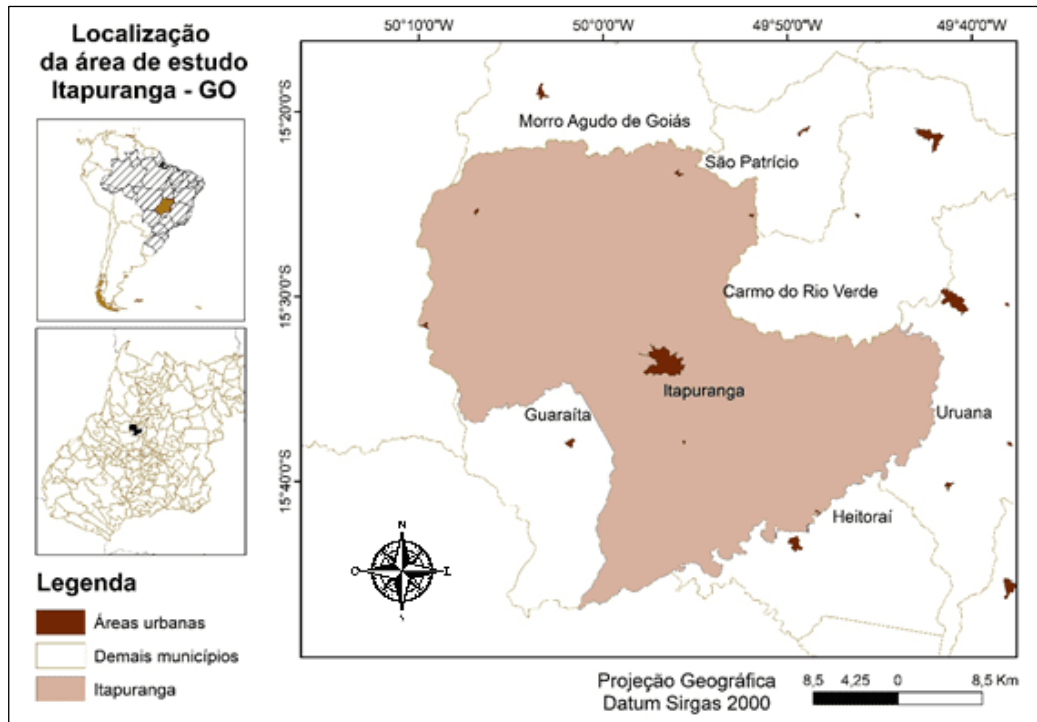 Localização
da área de estudo
Itapuranga - GO
50°10'0"W 50°0'0"W 49°50'0"W 49°40'0"W
15°20'0"S
15°30'0"S
15°40'0"S
Morro Agudo de Goiás
São Patrício
Carmo do Rio Verde
Itapuranga
Guaraíta
Uruana
Heitoraí
N
O
Legenda
Áreas urbanas
Demais municípios
Itapuranga
Projeção Geográfica
Datum Sirgas 2000
8,5 4,25 0 8,5 Km